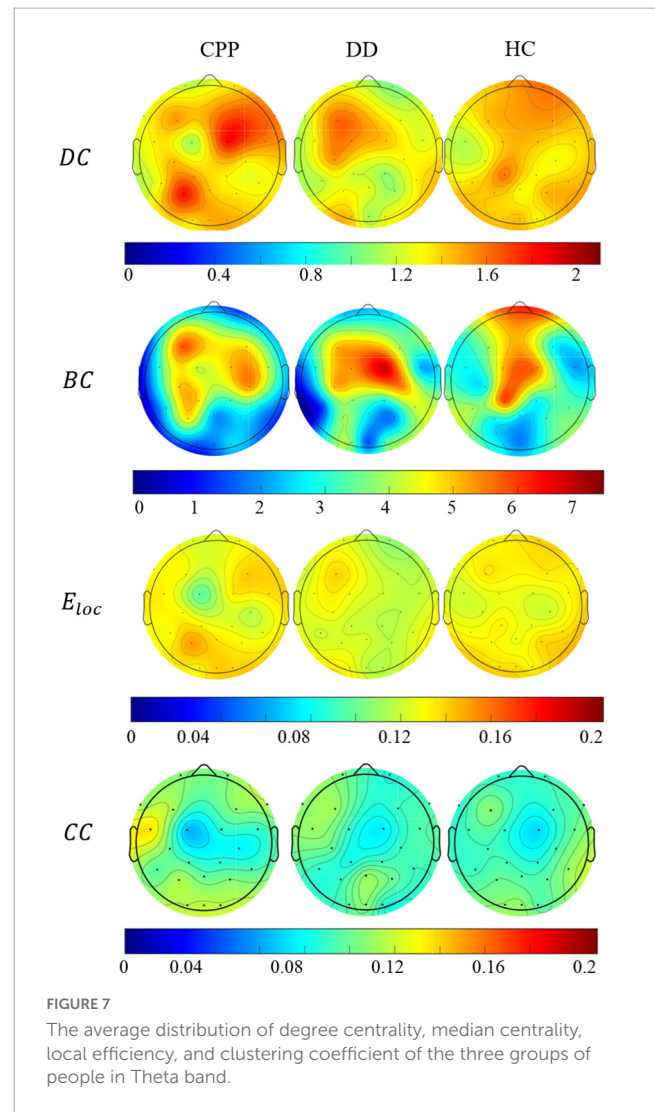 CPP DD HC
DC
0 0.4 0.8 1.2 1.6 2
BC
0 1 2 3 4 5 6 7
E_loc
0 0.04 0.08 0.12 0.16 0.2
CC
0 0.04 0.08 0.12 0.16 0.2
FIGURE 7
The average distribution of degree centrality, median centrality,
local efficiency, and clustering coefficient of the three groups of
people in Theta band.